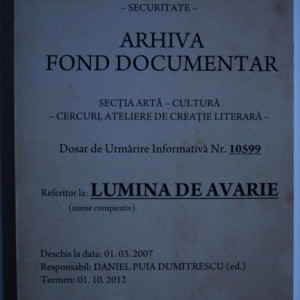 – SECURITATE –
ARHIVA
FOND DOCUMENTAR
SECȚIA ARTĂ – CULTURĂ
– CERCURI, ATELIERE DE CREAȚIE LITERARĂ –
Dosar de Urmărire Informativă Nr. 10599
Referitor la: LUMINA DE AVARIE
(nume conspirativ).
Deschis la data: 01. 03. 2007
Responsabil: DANIEL PUIA DUMITRESCU (ed.)
Termen: 01. 10. 2012